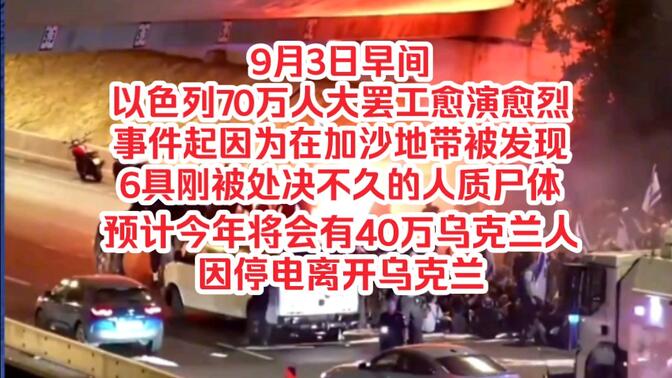 9月3日早间
以色列70万人大罢工愈演愈烈
事件起因为在加沙地带被发现
6具刚被处决不久的人质尸体
预计今年将会有40万乌克兰人
因停电离开乌克兰